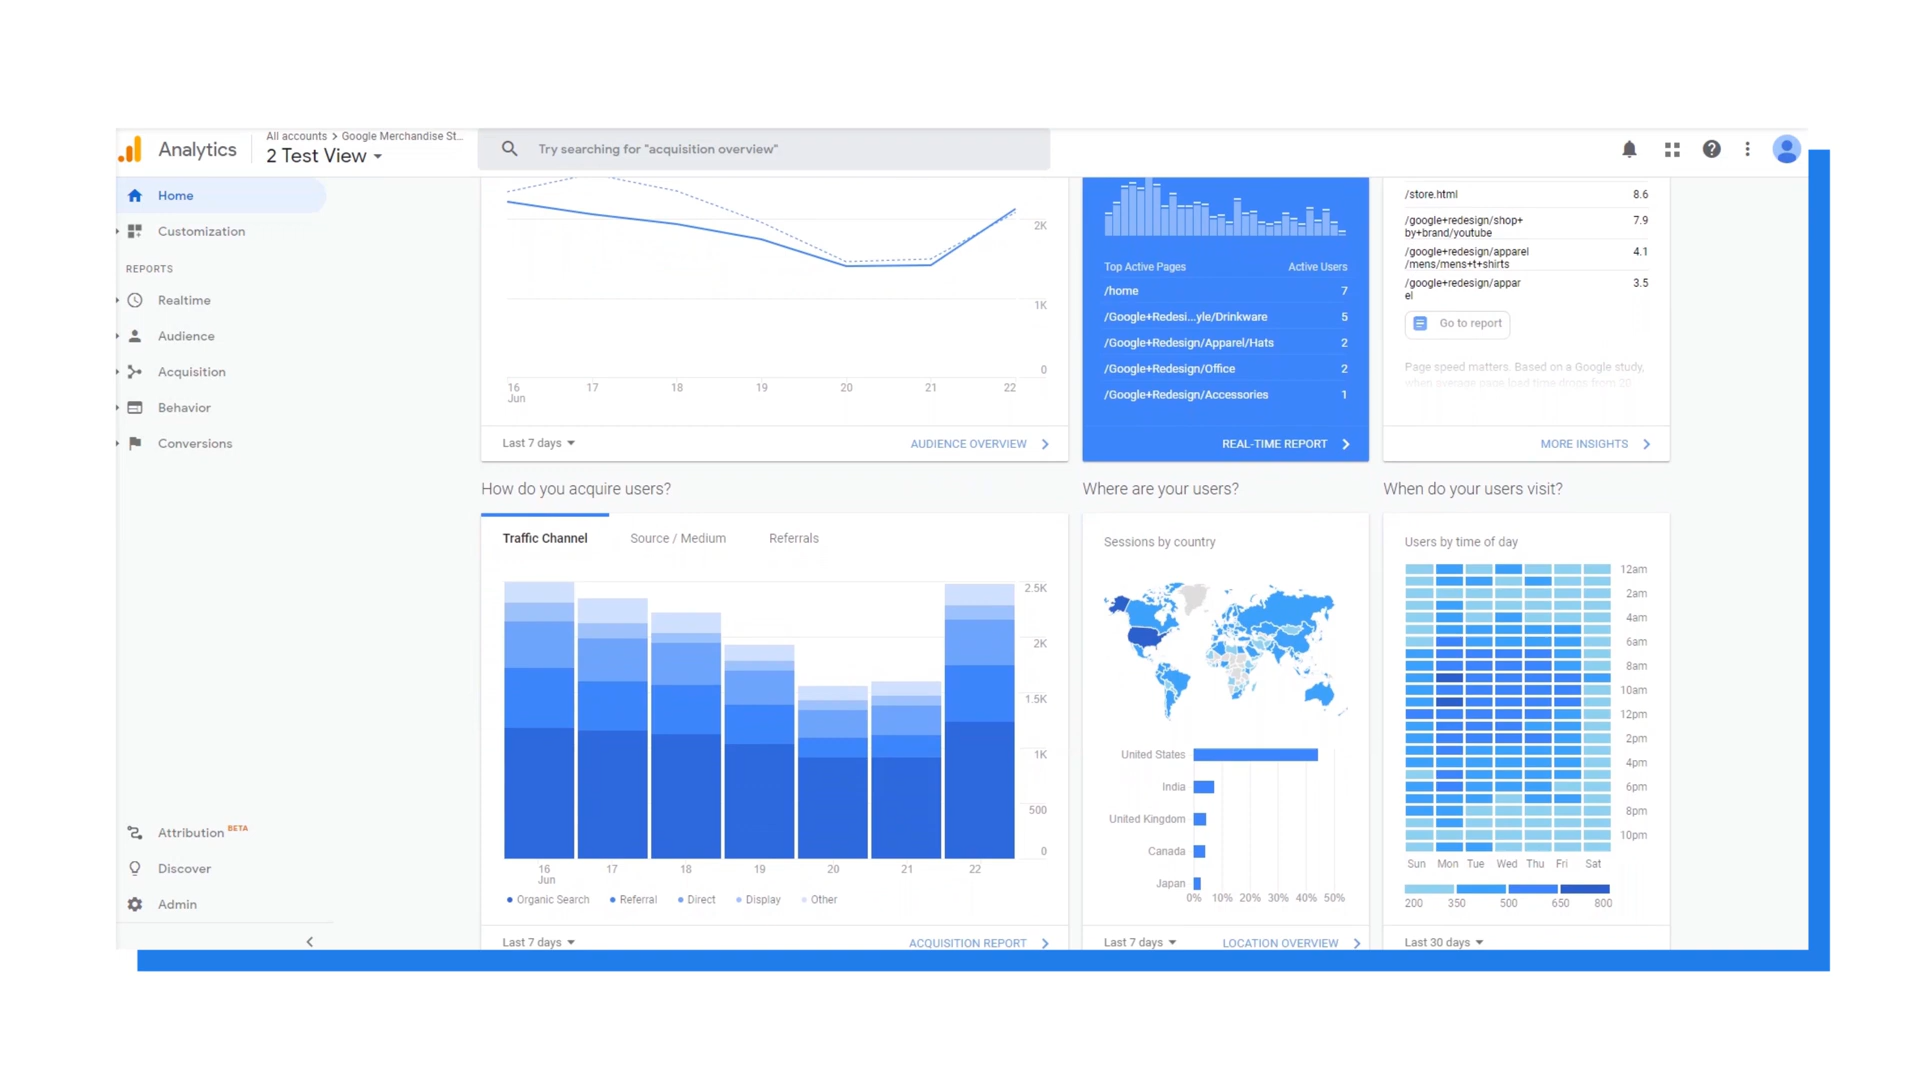 Analytics
All accounts > Google Merchandise St...
2 Test View
Try searching for "acquisition overview"
Home
Customization
REPORTS
Realtime
Audience
Acquisition
Behavior
Conversions
Attribution BETA
Discover
Admin
2K
1K
0
16 17 18 19 20 21 22
Jun
Last 7 days
AUDIENCE OVERVIEW
Top Active Pages Active Users
/home 7
/Google+Redesi...yle/Drinkware 5
/Google+Redesign/Apparel/Hats 2
/Google+Redesign/Office 2
/Google+Redesign/Accessories 1
REAL-TIME REPORT
/store.html 8.6
/google+redesign/shop+ 7.9
by+brand/youtube
/google+redesign/apparel 4.1
/mens/mens+t+shirts
/google+redesign/appar 3.5
el
Go to report
Page speed matters. Based on a Google study,
when average page load time drops from 20
MORE INSIGHTS
How do you acquire users?
Traffic Channel Source / Medium Referrals
2.5K
2K
1.5K
1K
500
0
16 17 18 19 20 21 22
Jun
Organic Search Referral Direct Display Other
Last 7 days
ACQUISITION REPORT
Where are your users?
Sessions by country
United States
India
United Kingdom
Canada
Japan
0% 10% 20% 30% 40% 50%
Last 7 days
LOCATION OVERVIEW
When do your users visit?
Users by time of day
12am
2am
4am
6am
8am
10am
12pm
2pm
4pm
6pm
8pm
10pm
Sun Mon Tue Wed Thu Fri Sat
200 350 500 650 800
Last 30 days